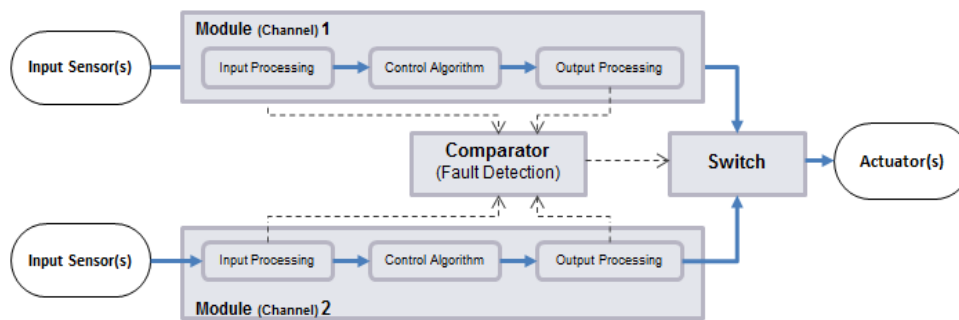 Module (Channel) 1
Input Sensor(s)
Input Processing
Control Algorithm
Output Processing
Comparator
(Fault Detection)
Switch
Actuator(s)
Input Sensor(s)
Input Processing
Control Algorithm
Output Processing
Module (Channel) 2